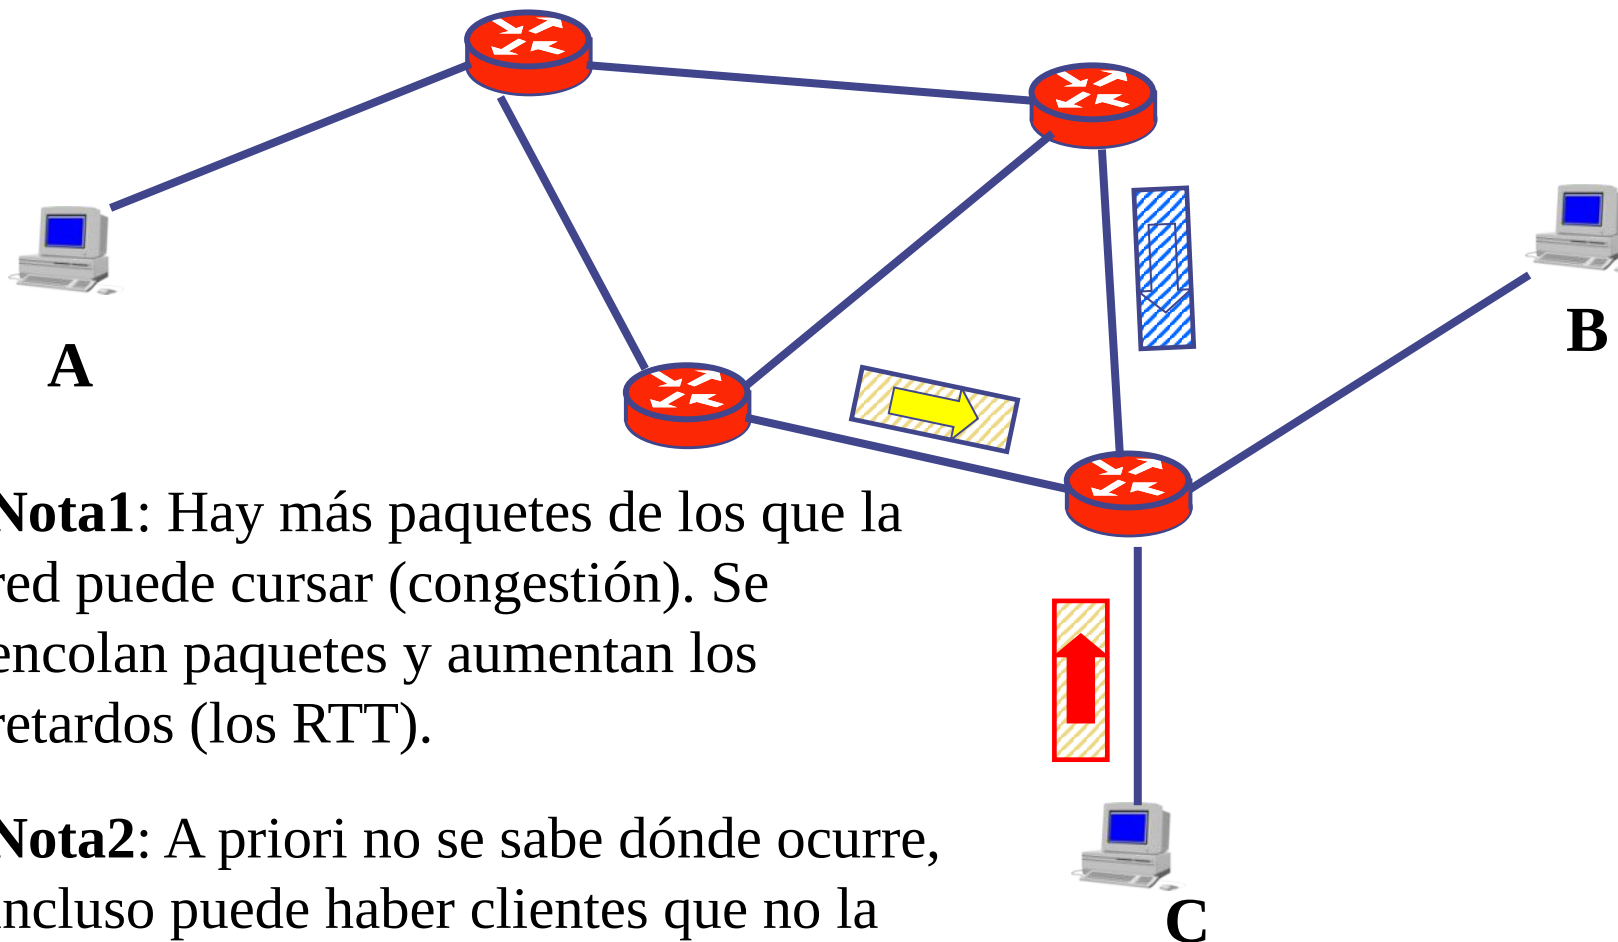 A
B
Nota1: Hay más paquetes de los que la
red puede cursar (congestión). Se
encolan paquetes y aumentan los
retardos (los RTT).
Nota2: A priori no se sabe dónde ocurre,
incluso puede haber clientes que no la
C